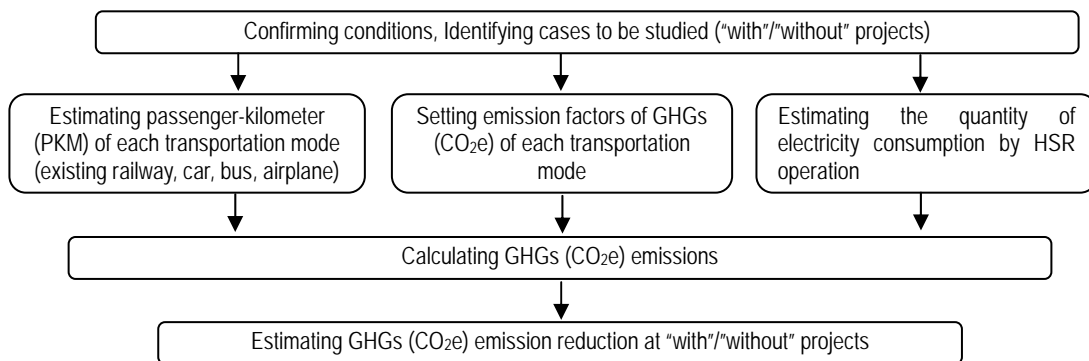 Confirming conditions, Identifying cases to be studied ("with"/"without" projects)
Estimating passenger-kilometer
(PKM) of each transportation mode
(existing railway, car, bus, airplane)
Setting emission factors of GHGs
(CO2e) of each transportation
mode
Estimating the quantity of
electricity consumption by HSR
operation
Calculating GHGs (CO2e) emissions
Estimating GHGs (CO2e) emission reduction at "with"/"without" projects